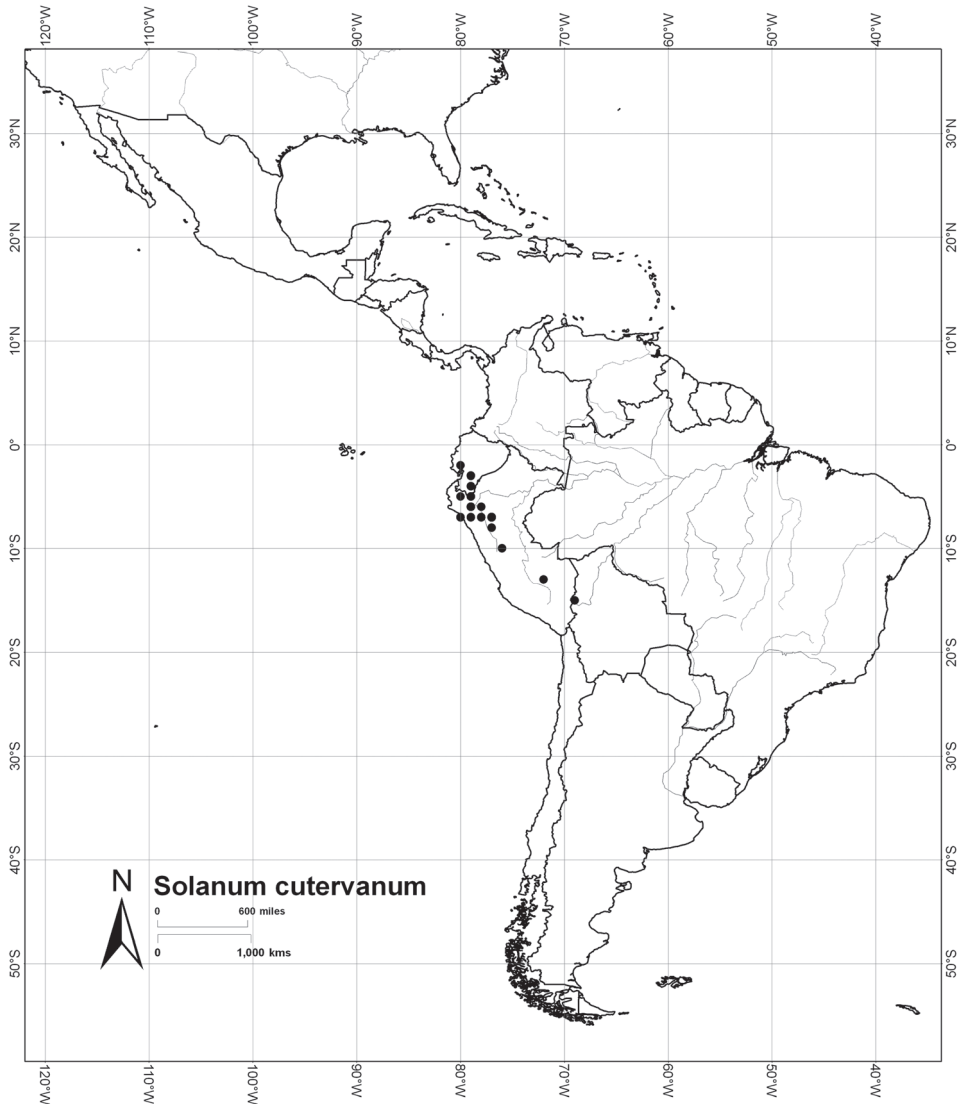 120°W 110°W 100°W 90°W 80°W 70°W 60°W 50°W 40°W
30°N 30°N
20°N 20°N
10°N 10°N
0° 0°
10°S 10°S
20°S 20°S
30°S 30°S
40°S 40°S
50°S 50°S
N
Solanum cutervanum
0 600 miles
0 1,000 kms
120°W 110°W 100°W 90°W 80°W 70°W 60°W 50°W 40°W